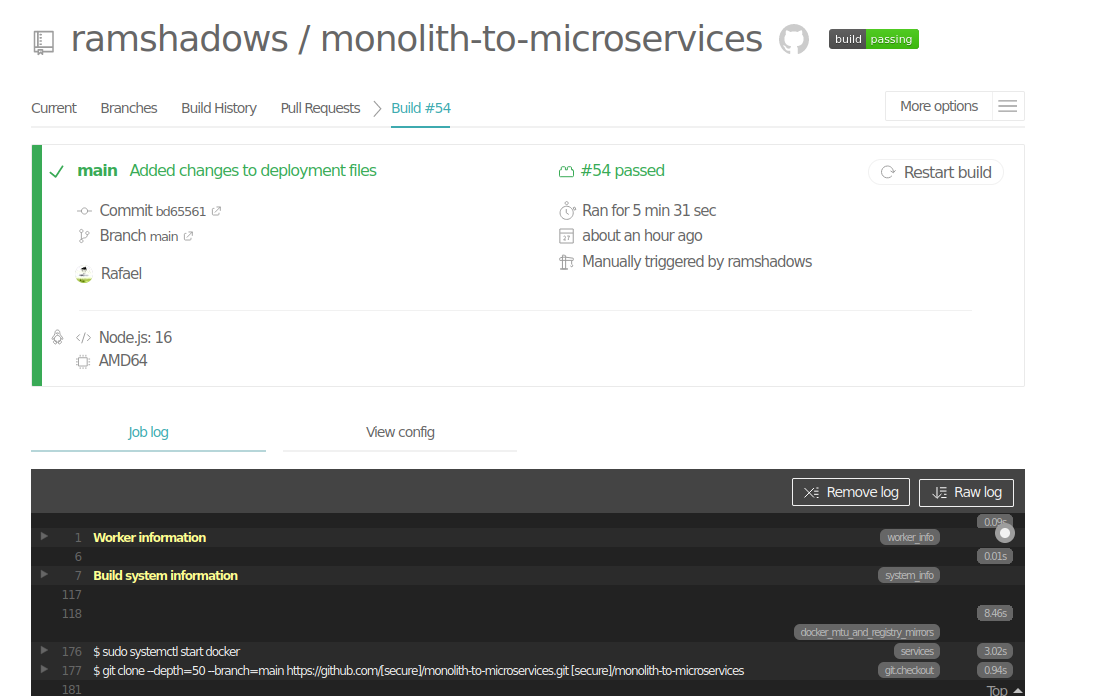 ramshadows / monolith-to-microservices build passing
Current Branches Build History Pull Requests Build #54 More options
main Added changes to deployment files #54 passed Restart build
Commit bd65561 Ran for 5 min 31 sec
Branch main about an hour ago
Manually triggered by ramshadows
Rafael
Node.js: 16
AMD64
Job log View config
Remove log Raw log
0.09s
1 Worker information worker_info
6 0.01s
7 Build system information system_info
117
118 8.46s
docker_mtu_and_registry_mirrors
176 $ sudo systemctl start docker services 3.02s
177 $ git clone --depth=50 --branch=main https://github.com/[secure]/monolith-to-microservices.git [secure]/monolith-to-microservices git.checkout 0.94s
181
Top